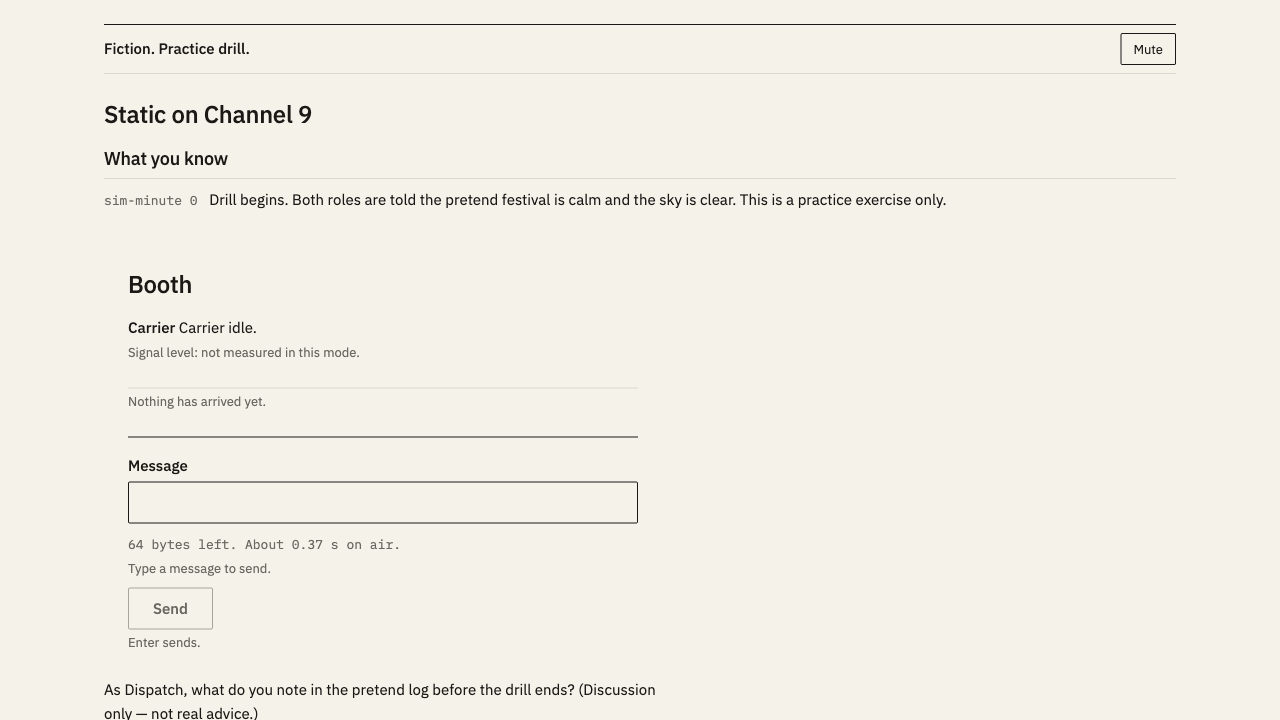 Fiction. Practice drill.
Mute
Static on Channel 9
What you know
sim-minute 0 Drill begins. Both roles are told the pretend festival is calm and the sky is clear. This is a practice exercise only.
Booth
Carrier Carrier idle.
Signal level: not measured in this mode.
Nothing has arrived yet.
Message
64 bytes left. About 0.37 s on air.
Type a message to send.
Send
Enter sends.
As Dispatch, what do you note in the pretend log before the drill ends? (Discussion
only — not real advice.)